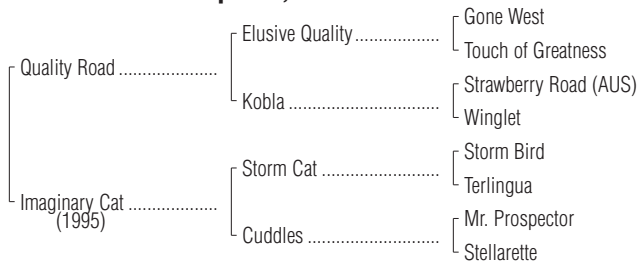 Gone West
Elusive Quality ....................
Touch of Greatness
Quality Road ....................
Strawberry Road (AUS)
Kobla ....................
Winglet
Storm Bird
Storm Cat ....................
Terlingua
Imaginary Cat ....................
(1995)
Mr. Prospector
Cuddles ....................
Stellarette